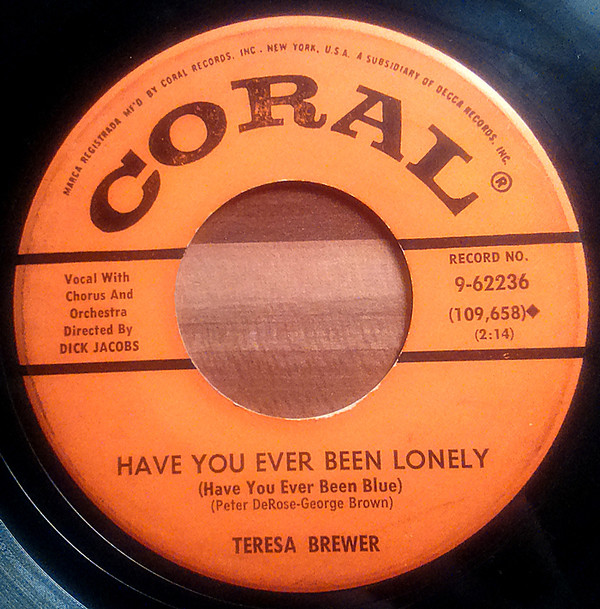 MARCA REGISTRADA MF'D BY CORAL RECORDS, INC. NEW YORK, U.S.A. A SUBSIDIARY OF DECCA RECORDS, INC.
CORAL®
Vocal With
Chorus And
Orchestra
Directed By
DICK JACOBS
RECORD NO.
9-62236
(109,658)◆
(2:14)
HAVE YOU EVER BEEN LONELY
(Have You Ever Been Blue)
(Peter DeRose-George Brown)
TERESA BREWER